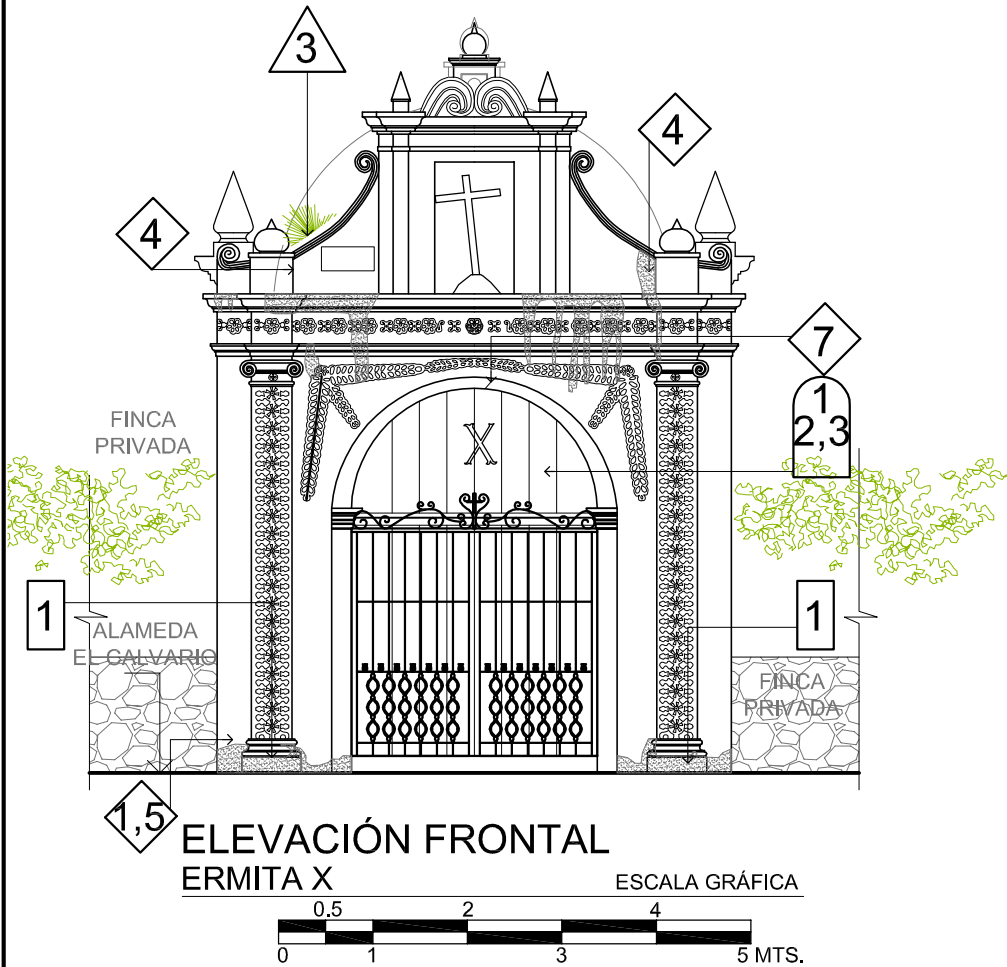 3
4
4
7
1
2,3
FINCA
PRIVADA
X
1
1
ALAMEDA
EL CALVARIO
FINCA
PRIVADA
1,5
ELEVACIÓN FRONTAL
ERMITA X
ESCALA GRÁFICA
0.5 2 4
0 1 3 5 MTS.